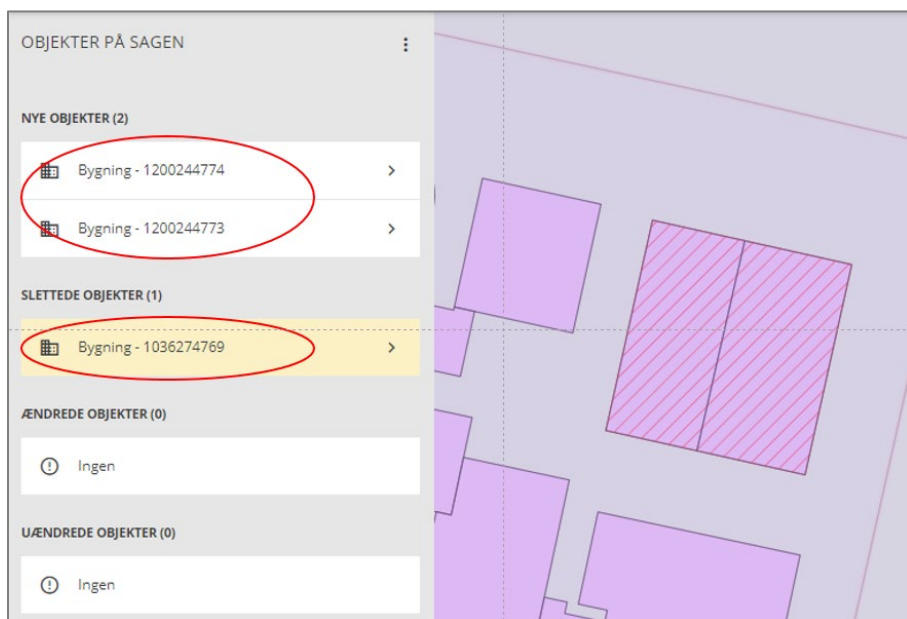 OBJEKTER PÅ SAGEN
NYE OBJEKTER (2)
Bygning - 1200244774
Bygning - 1200244773
SLETTEDE OBJEKTER (1)
Bygning - 1036274769
ÆNDREDE OBJEKTER (0)
Ingen
UÆNDREDE OBJEKTER (0)
Ingen